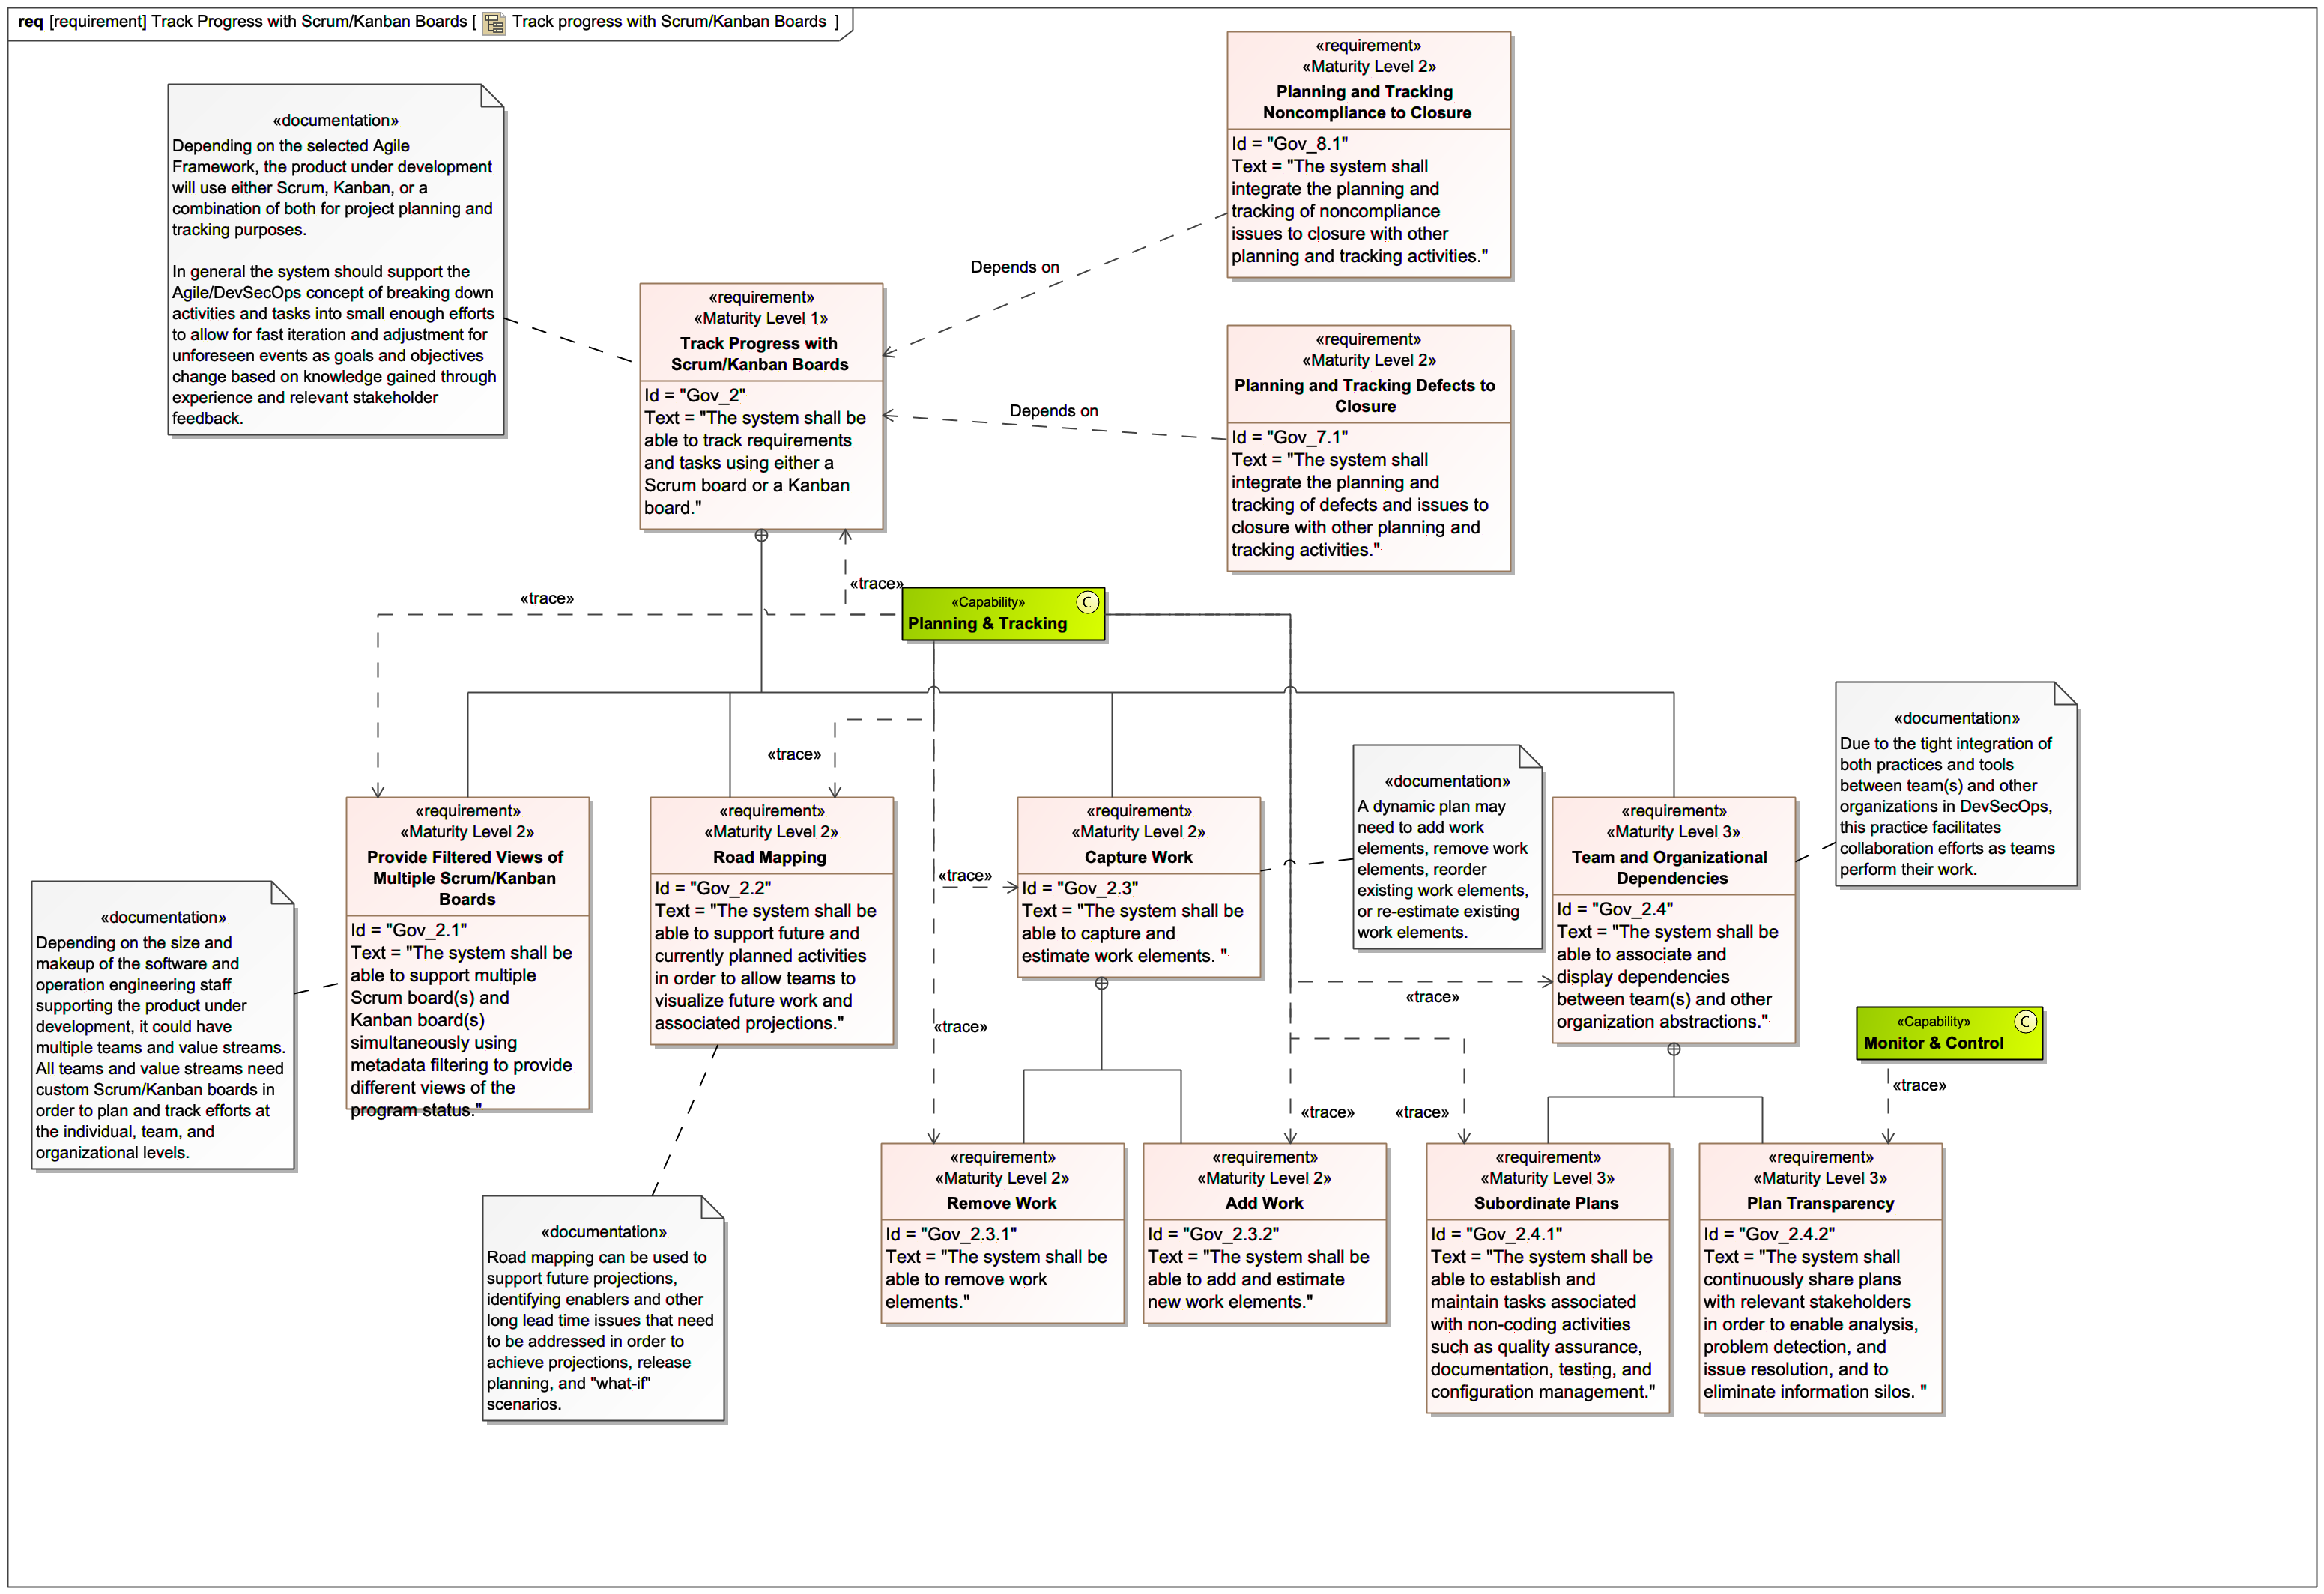 req [requirement] Track Progress with Scrum/Kanban Boards [ Track progress with Scrum/Kanban Boards ]
«requirement»
«Maturity Level 2»
Planning and Tracking
Noncompliance to Closure
Id = "Gov_8.1"
Text = "The system shall
integrate the planning and
tracking of noncompliance
issues to closure with other
planning and tracking activities."
«documentation»
Depending on the selected Agile
Framework, the product under development
will use either Scrum, Kanban, or a
combination of both for project planning and
tracking purposes.
In general the system should support the
Agile/DevSecOps concept of breaking down
activities and tasks into small enough efforts
to allow for fast iteration and adjustment for
unforeseen events as goals and objectives
change based on knowledge gained through
experience and relevant stakeholder
feedback.
Depends on
«requirement»
«Maturity Level 1»
Track Progress with
Scrum/Kanban Boards
Id = "Gov_2"
Text = "The system shall be
able to track requirements
and tasks using either a
Scrum board or a Kanban
board."
Depends on
«requirement»
«Maturity Level 2»
Planning and Tracking Defects to
Closure
Id = "Gov_7.1"
Text = "The system shall
integrate the planning and
tracking of defects and issues to
closure with other planning and
tracking activities."
«trace»
«trace»
«Capability»
C
Planning & Tracking
«trace»
«documentation»
Due to the tight integration of
both practices and tools
between team(s) and other
organizations in DevSecOps,
this practice facilitates
collaboration efforts as teams
perform their work.
«documentation»
A dynamic plan may
need to add work
elements, remove work
elements, reorder
existing work elements,
or re-estimate existing
work elements.
«documentation»
Depending on the size and
makeup of the software and
operation engineering staff
supporting the product under
development, it could have
multiple teams and value streams.
All teams and value streams need
custom Scrum/Kanban boards in
order to plan and track efforts at
the individual, team, and
organizational levels.
«requirement»
«Maturity Level 2»
Provide Filtered Views of
Multiple Scrum/Kanban
Boards
Id = "Gov_2.1"
Text = "The system shall be
able to support multiple
Scrum board(s) and
Kanban board(s)
simultaneously using
metadata filtering to provide
different views of the
program status."
«requirement»
«Maturity Level 2»
Road Mapping
Id = "Gov_2.2"
Text = "The system shall be
able to support future and
currently planned activities
in order to allow teams to
visualize future work and
associated projections."
«trace»
«trace»
«requirement»
«Maturity Level 2»
Capture Work
Id = "Gov_2.3"
Text = "The system shall be
able to capture and
estimate work elements. "
«requirement»
«Maturity Level 3»
Team and Organizational
Dependencies
Id = "Gov_2.4"
Text = "The system shall be
able to associate and
display dependencies
between team(s) and other
organization abstractions."
«trace»
«Capability»
C
Monitor & Control
«trace»
«trace»
«trace»
«documentation»
Road mapping can be used to
support future projections,
identifying enablers and other
long lead time issues that need
to be addressed in order to
achieve projections, release
planning, and "what-if"
scenarios.
«requirement»
«Maturity Level 2»
Remove Work
Id = "Gov_2.3.1"
Text = "The system shall be
able to remove work
elements."
«requirement»
«Maturity Level 2»
Add Work
Id = "Gov_2.3.2"
Text = "The system shall be
able to add and estimate
new work elements."
«requirement»
«Maturity Level 3»
Subordinate Plans
Id = "Gov_2.4.1"
Text = "The system shall be
able to establish and
maintain tasks associated
with non-coding activities
such as quality assurance,
documentation, testing, and
configuration management."
«requirement»
«Maturity Level 3»
Plan Transparency
Id = "Gov_2.4.2"
Text = "The system shall
continuously share plans
with relevant stakeholders
in order to enable analysis,
problem detection, and
issue resolution, and to
eliminate information silos. "